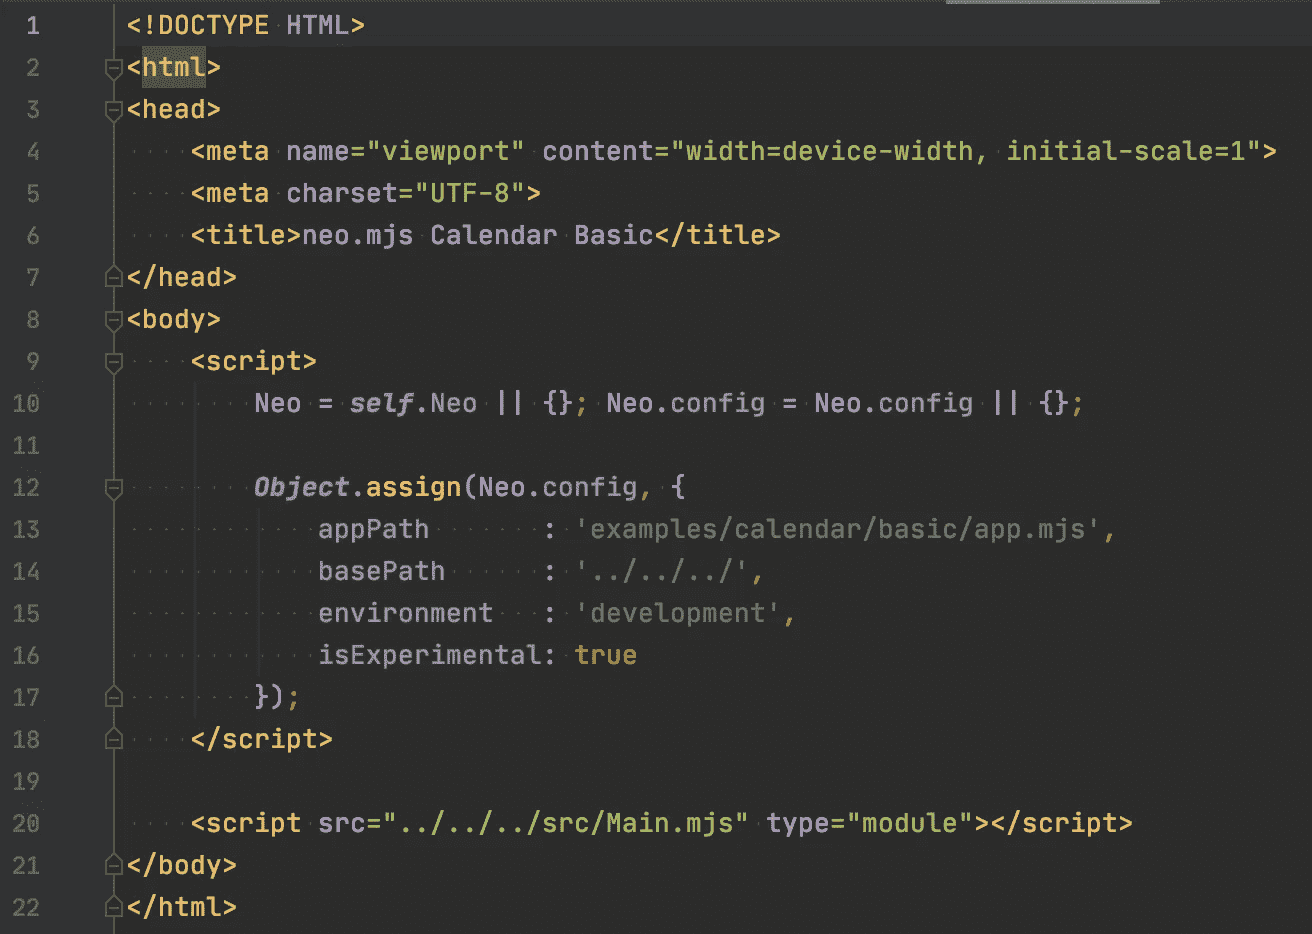 1 <!DOCTYPE HTML>
2 <html>
3 <head>
4     <meta name="viewport" content="width=device-width, initial-scale=1">
5     <meta charset="UTF-8">
6     <title>neo.mjs Calendar Basic</title>
7 </head>
8 <body>
9     <script>
10         Neo = self.Neo || {}; Neo.config = Neo.config || {};
11
12         Object.assign(Neo.config, {
13             appPath       : 'examples/calendar/basic/app.mjs',
14             basePath      : '../../../',
15             environment   : 'development',
16             isExperimental: true
17         });
18     </script>
19
20     <script src="../../../src/Main.mjs" type="module"></script>
21 </body>
22 </html>